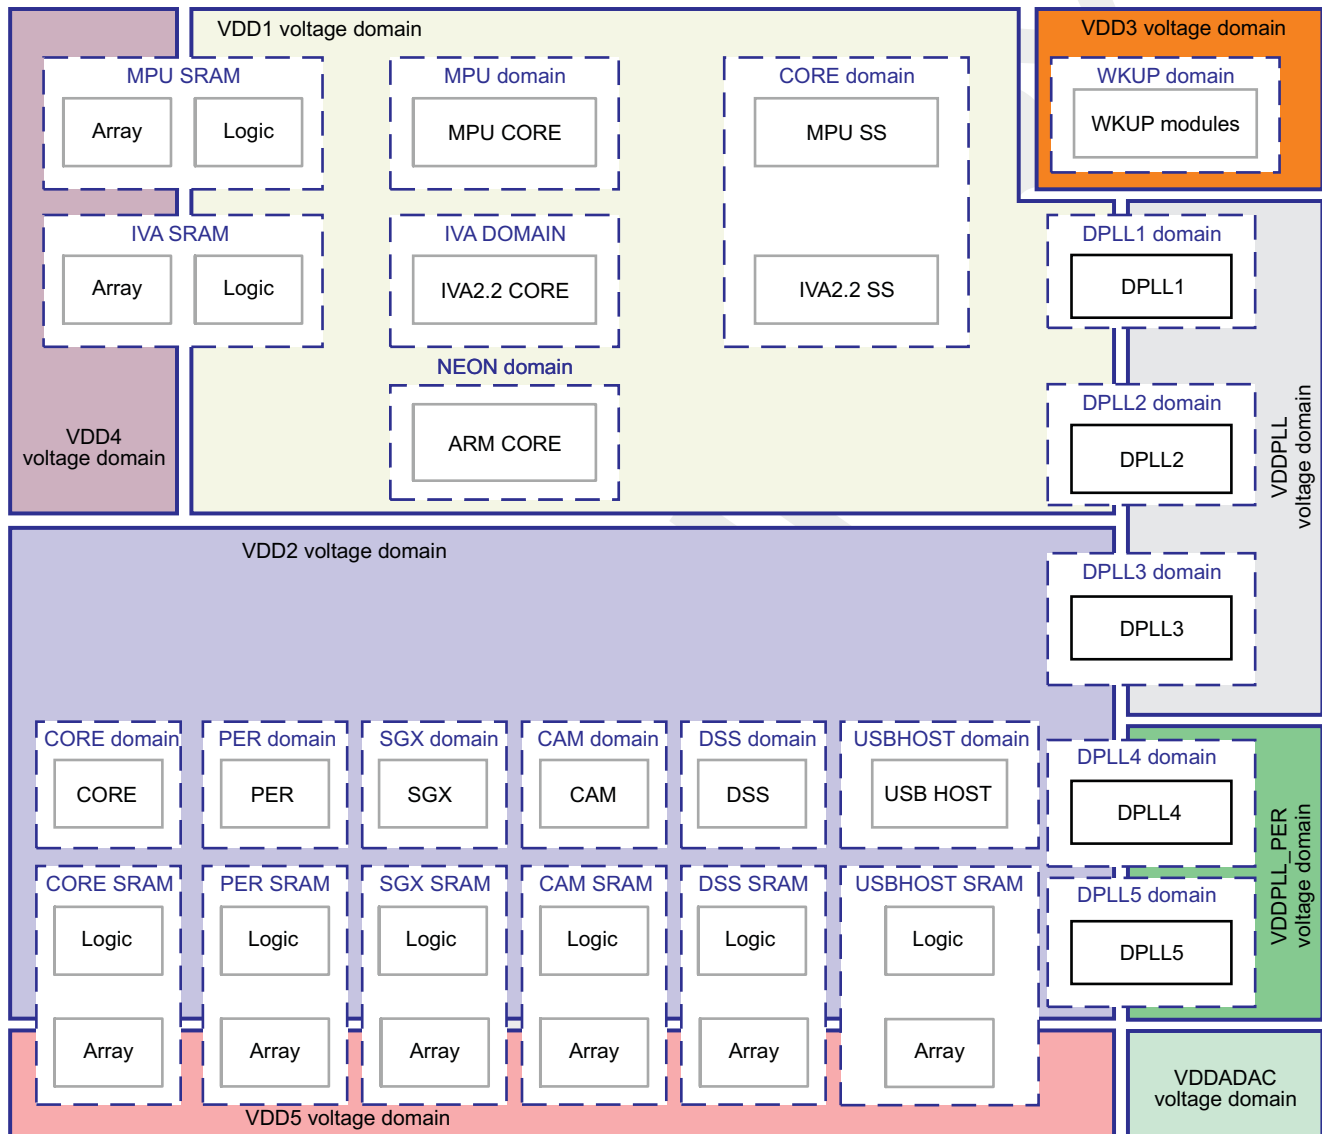 VDD1 voltage domain
VDD3 voltage domain
MPU SRAM
MPU domain
CORE domain
WKUP domain
Array
Logic
MPU CORE
MPU SS
WKUP modules
IVA SRAM
IVA DOMAIN
DPLL1 domain
Array
Logic
IVA2.2 CORE
IVA2.2 SS
DPLL1
NEON domain
DPLL2 domain
VDD4
voltage domain
ARM CORE
DPLL2
VDDPLL
voltage domain
VDD2 voltage domain
DPLL3 domain
DPLL3
CORE domain
PER domain
SGX domain
CAM domain
DSS domain
USBHOST domain
DPLL4 domain
CORE
PER
SGX
CAM
DSS
USB HOST
DPLL4
VDDPLL_PER
voltage domain
CORE SRAM
PER SRAM
SGX SRAM
CAM SRAM
DSS SRAM
USBHOST SRAM
DPLL5 domain
Logic
Logic
Logic
Logic
Logic
Logic
DPLL5
Array
Array
Array
Array
Array
Array
VDDADAC
voltage domain
VDD5 voltage domain